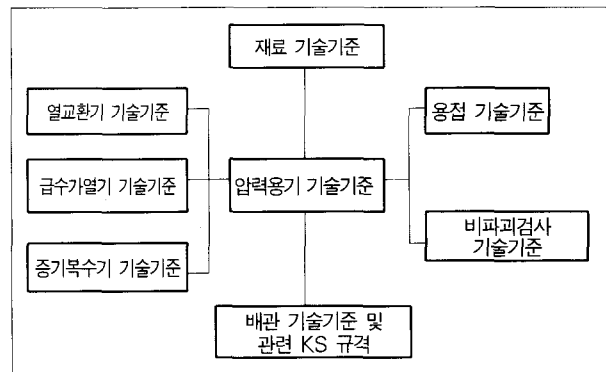 재료 기술기준
열교환기 기술기준
용접 기술기준
급수가열기 기술기준
압력용기 기술기준
비파괴검사
기술기준
증기복수기 기술기준
배관 기술기준 및
관련 KS 규격